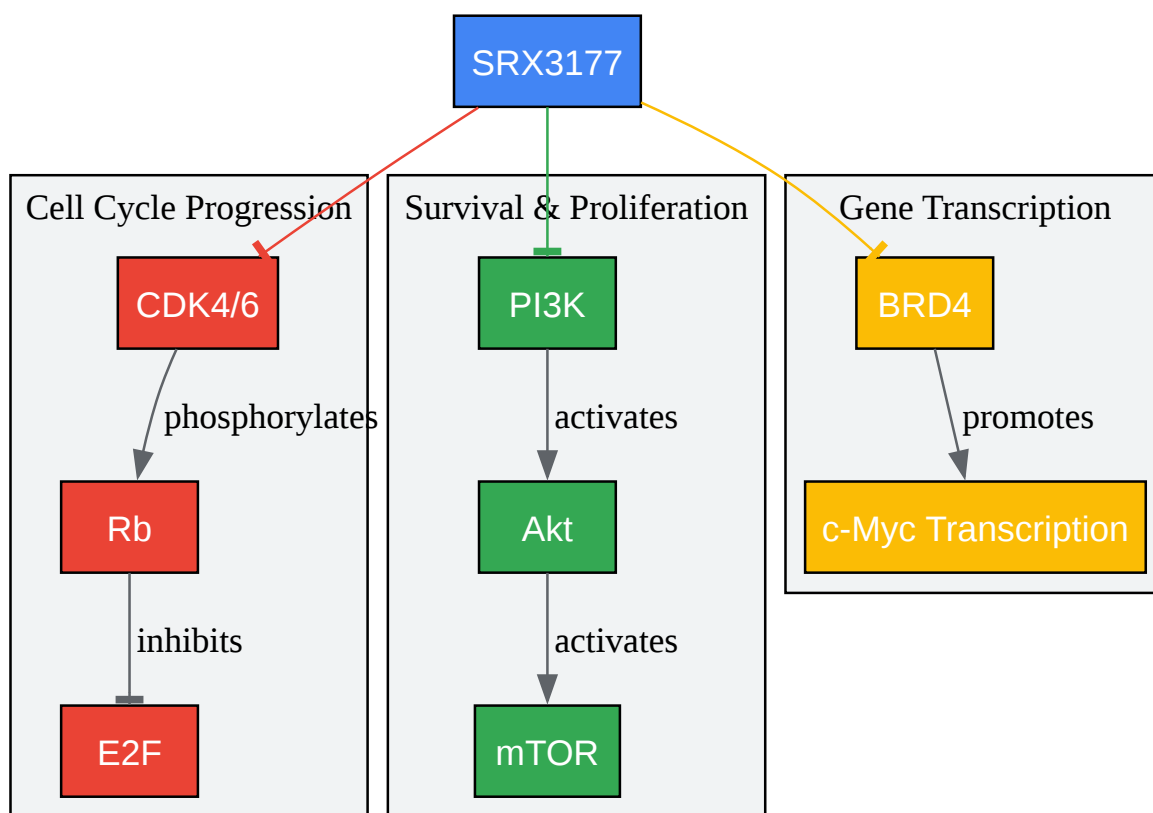 SRX3177
Cell Cycle Progression
Survival & Proliferation
Gene Transcription
CDK4/6
PI3K
BRD4
phosphorylates
activates
promotes
Rb
Akt
c-Myc Transcription
inhibits
activates
E2F
mTOR